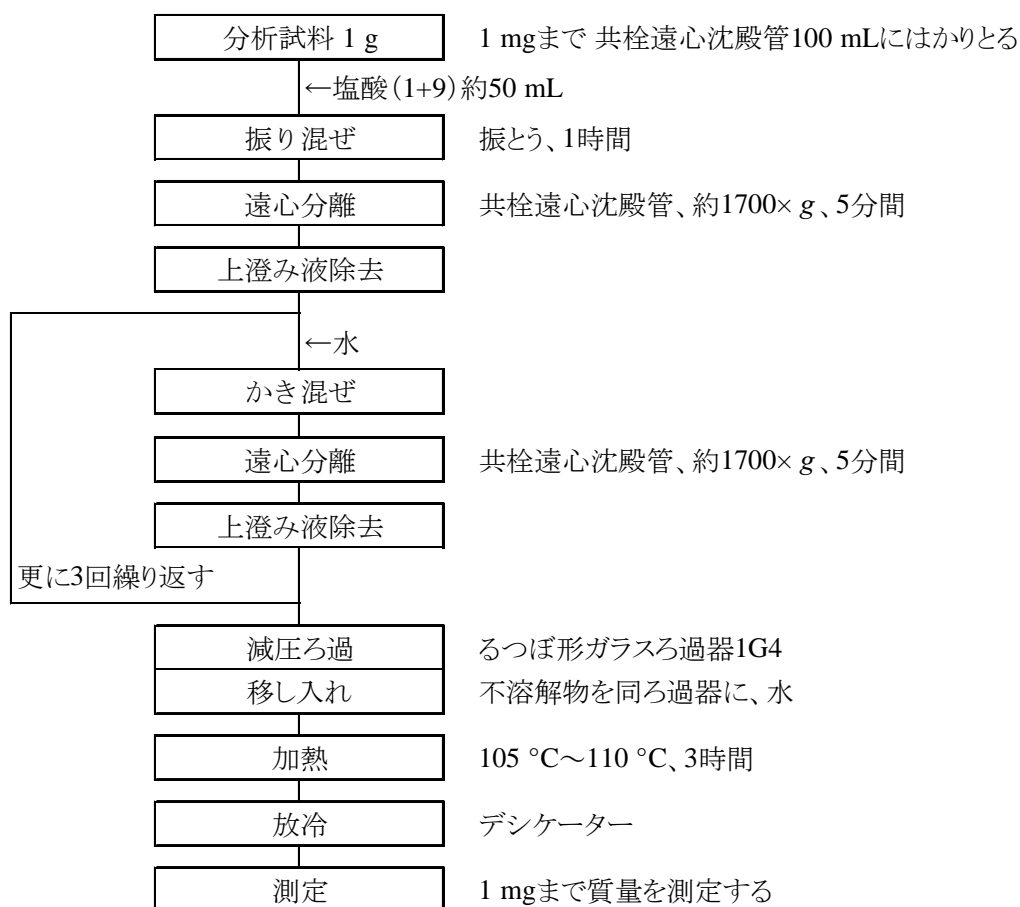 分析試料 1 g 1 mgまで 共栓遠心沈殿管100 mLにはかりとる
←塩酸(1+9)約50 mL
振り混ぜ 振とう、1時間
遠心分離 共栓遠心沈殿管、約1700× g 、5分間
上澄み液除去
←水
かき混ぜ
遠心分離 共栓遠心沈殿管、約1700× g 、5分間
上澄み液除去
更に3回繰り返す
減圧ろ過 るつぼ形ガラスろ過器1G4
移し入れ 不溶解物を同ろ過器に、水
加熱 105 °C～110 °C、3時間
放冷 デシケーター
測定 1 mgまで質量を測定する